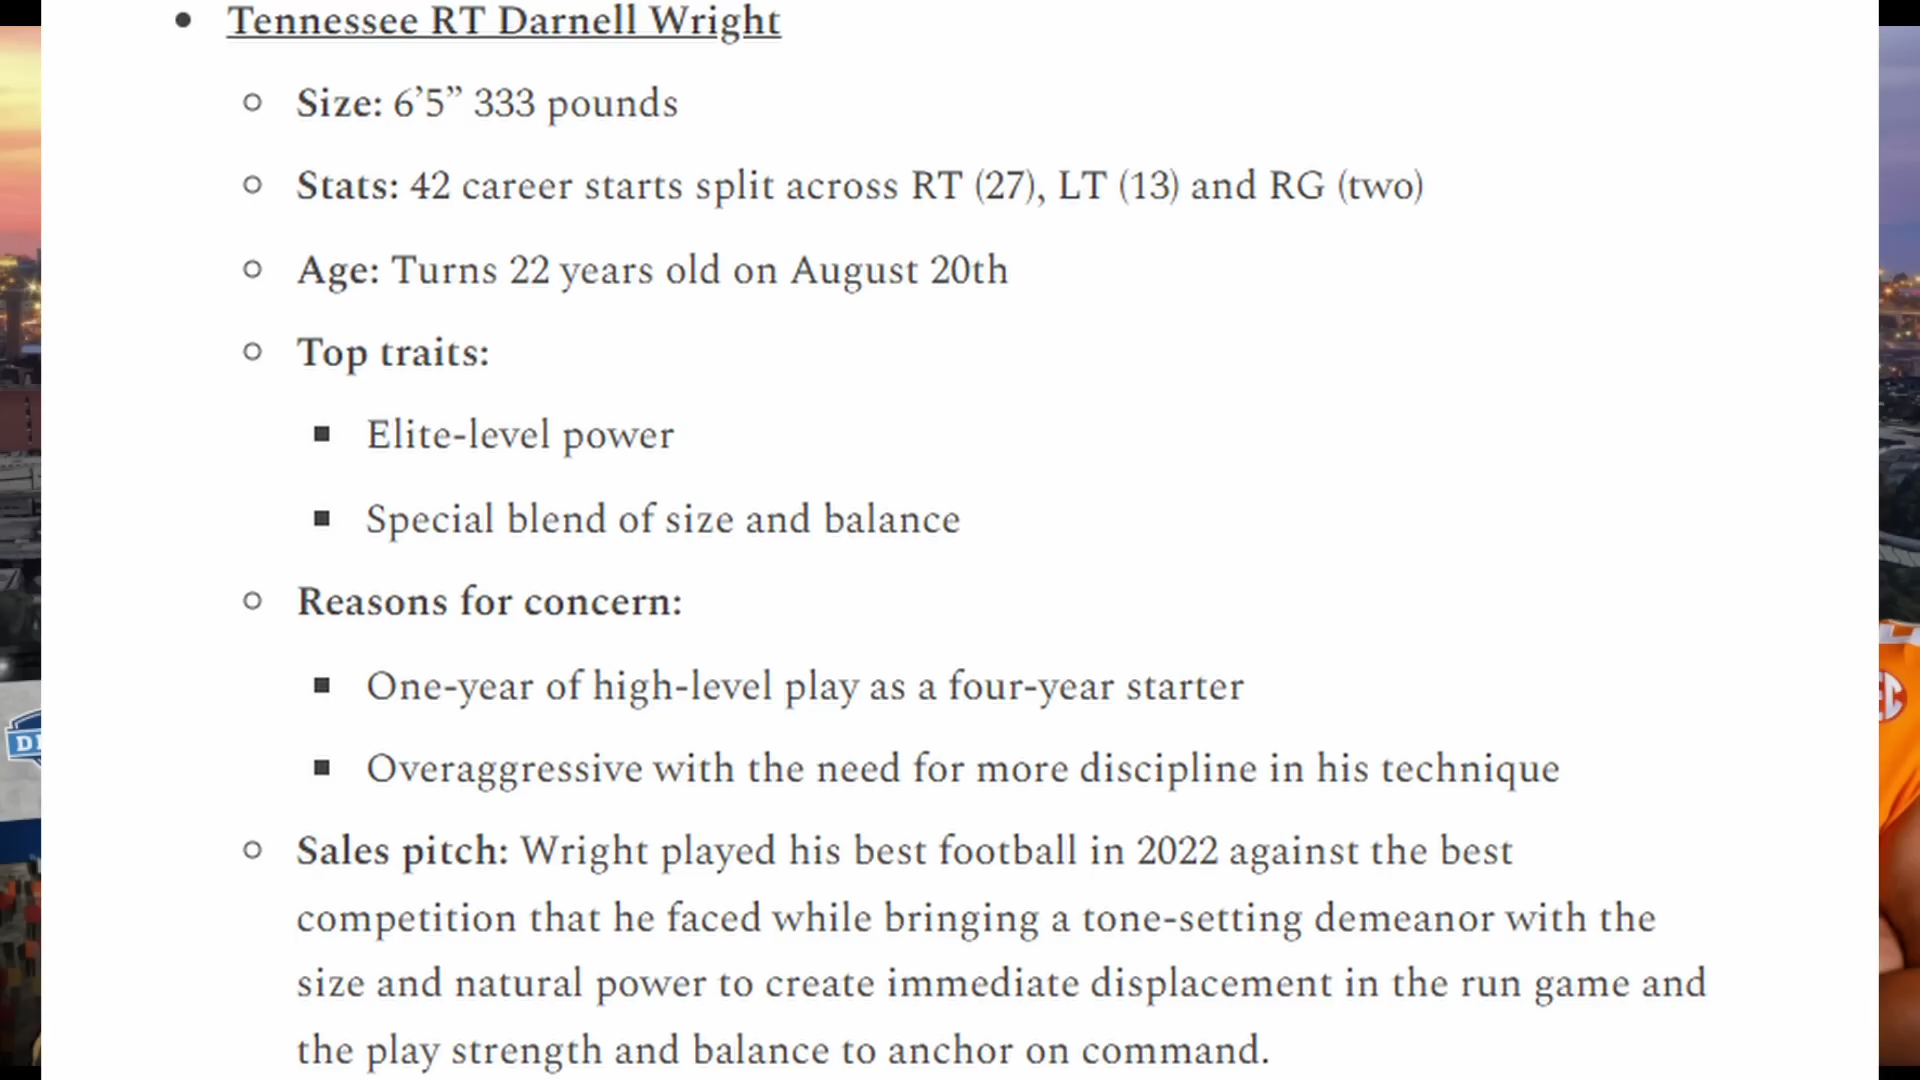 Tennessee RT Darnell Wright
Size: 6’5” 333 pounds
Stats: 42 career starts split across RT (27), LT (13) and RG (two)
Age: Turns 22 years old on August 20th
Top traits:
Elite-level power
Special blend of size and balance
Reasons for concern:
One-year of high-level play as a four-year starter
Overaggressive with the need for more discipline in his technique
Sales pitch: Wright played his best football in 2022 against the best
competition that he faced while bringing a tone-setting demeanor with the
size and natural power to create immediate displacement in the run game and
the play strength and balance to anchor on command.